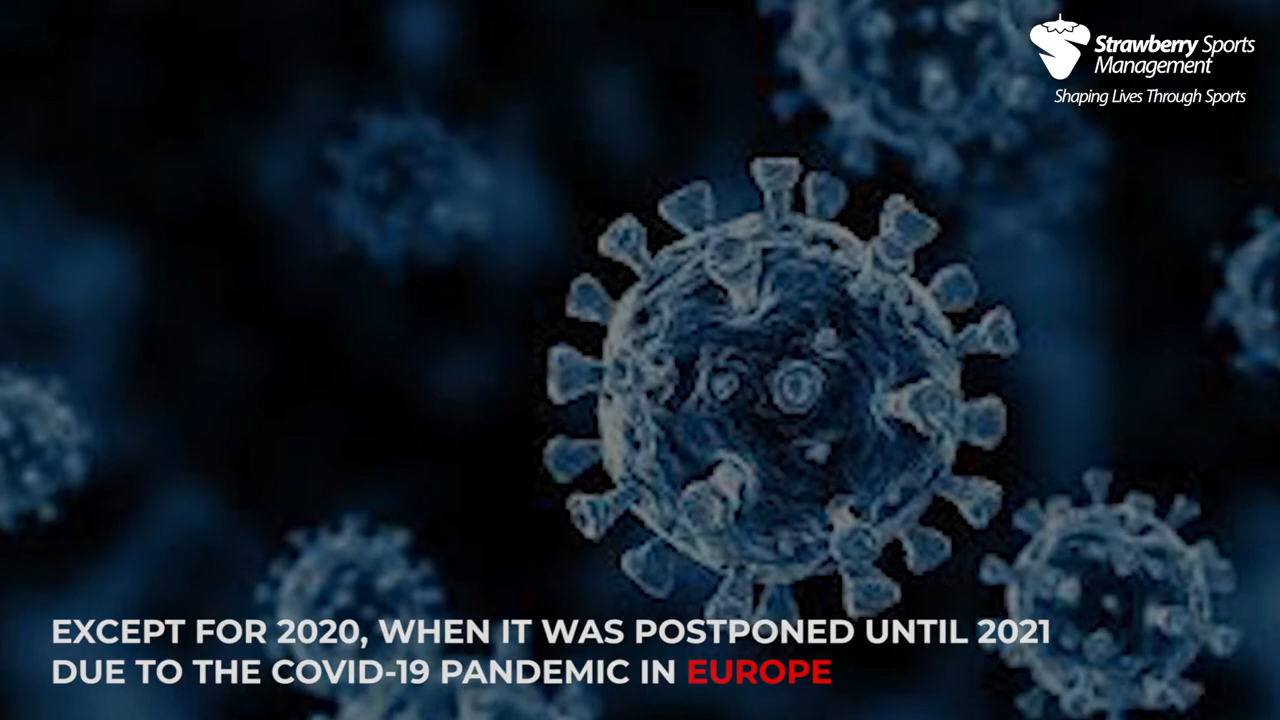 Strawberry Sports
Management
Shaping Lives Through Sports
EXCEPT FOR 2020, WHEN IT WAS POSTPONED UNTIL 2021
DUE TO THE COVID-19 PANDEMIC IN EUROPE